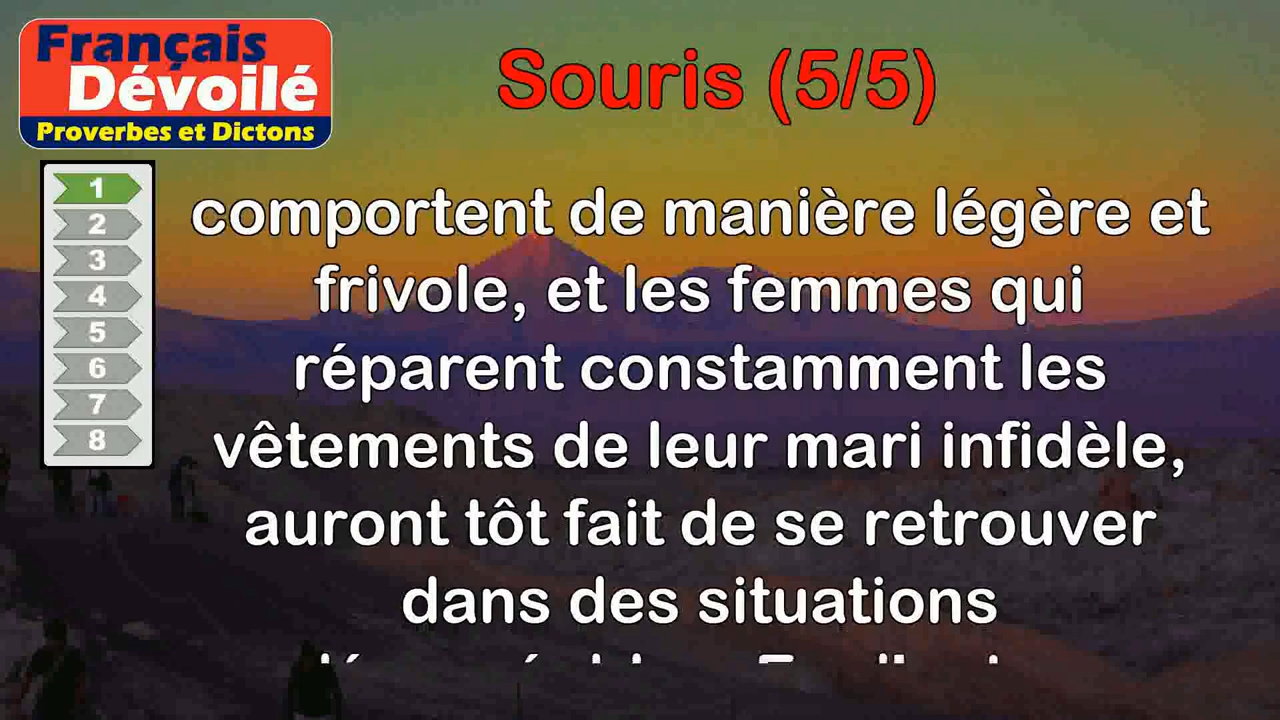 Français
Dévoilé
Proverbes et Dictons
Souris (5/5)
1
2
3
4
5
6
7
8
comportent de manière légère et
frivole, et les femmes qui
réparent constamment les
vêtements de leur mari infidèle,
auront tôt fait de se retrouver
dans des situations